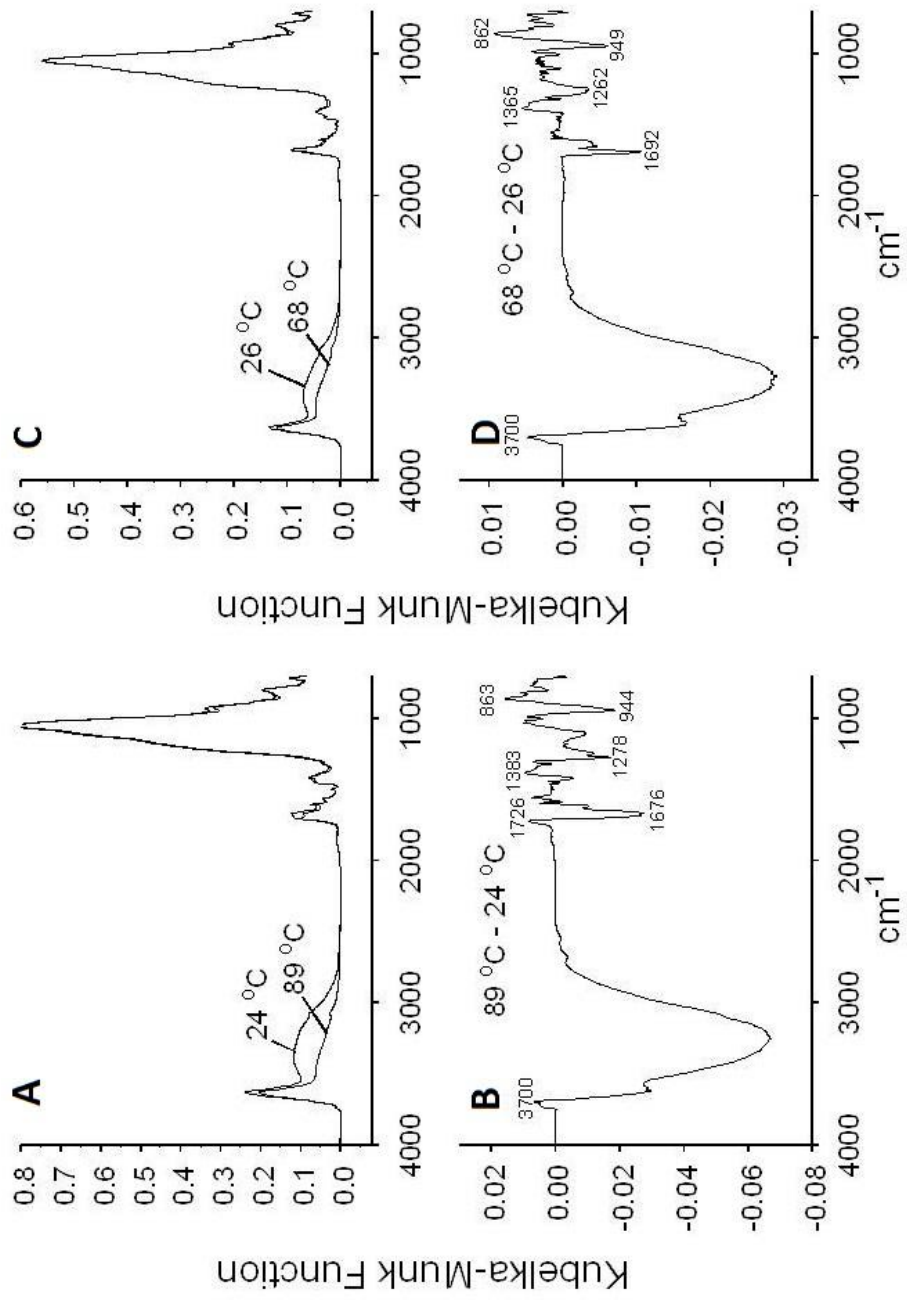 A
Kubelka-Munk Function
0.8
0.7
0.6
0.5
0.4
0.3
0.2
0.1
0.0
24 °C
89 °C
4000 3000 2000 1000
B
Kubelka-Munk Function
0.02
0.00
-0.02
-0.04
-0.06
-0.08
89 °C - 24 °C
3700
1726
1676
1383
1278
944
863
4000 3000 2000 1000
cm-1
C
0.6
0.5
0.4
0.3
0.2
0.1
0.0
26 °C
68 °C
4000 3000 2000 1000
D
Kubelka-Munk Function
0.01
0.00
-0.01
-0.02
-0.03
68 °C - 26 °C
3700
1692
1365
1262
949
862
4000 3000 2000 1000
cm-1